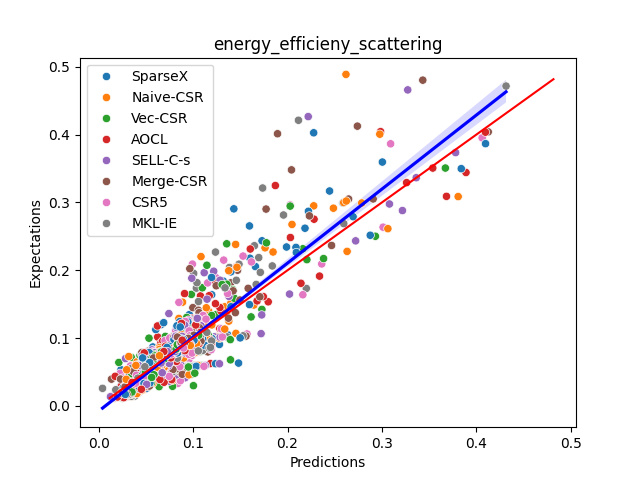 energy_efficieny_scattering
SparseX
Naive-CSR
Vec-CSR
AOCL
SELL-C-s
Merge-CSR
CSR5
MKL-IE
0.5
0.4
0.3
0.2
0.1
0.0
Expectations
0.0 0.1 0.2 0.3 0.4 0.5
Predictions